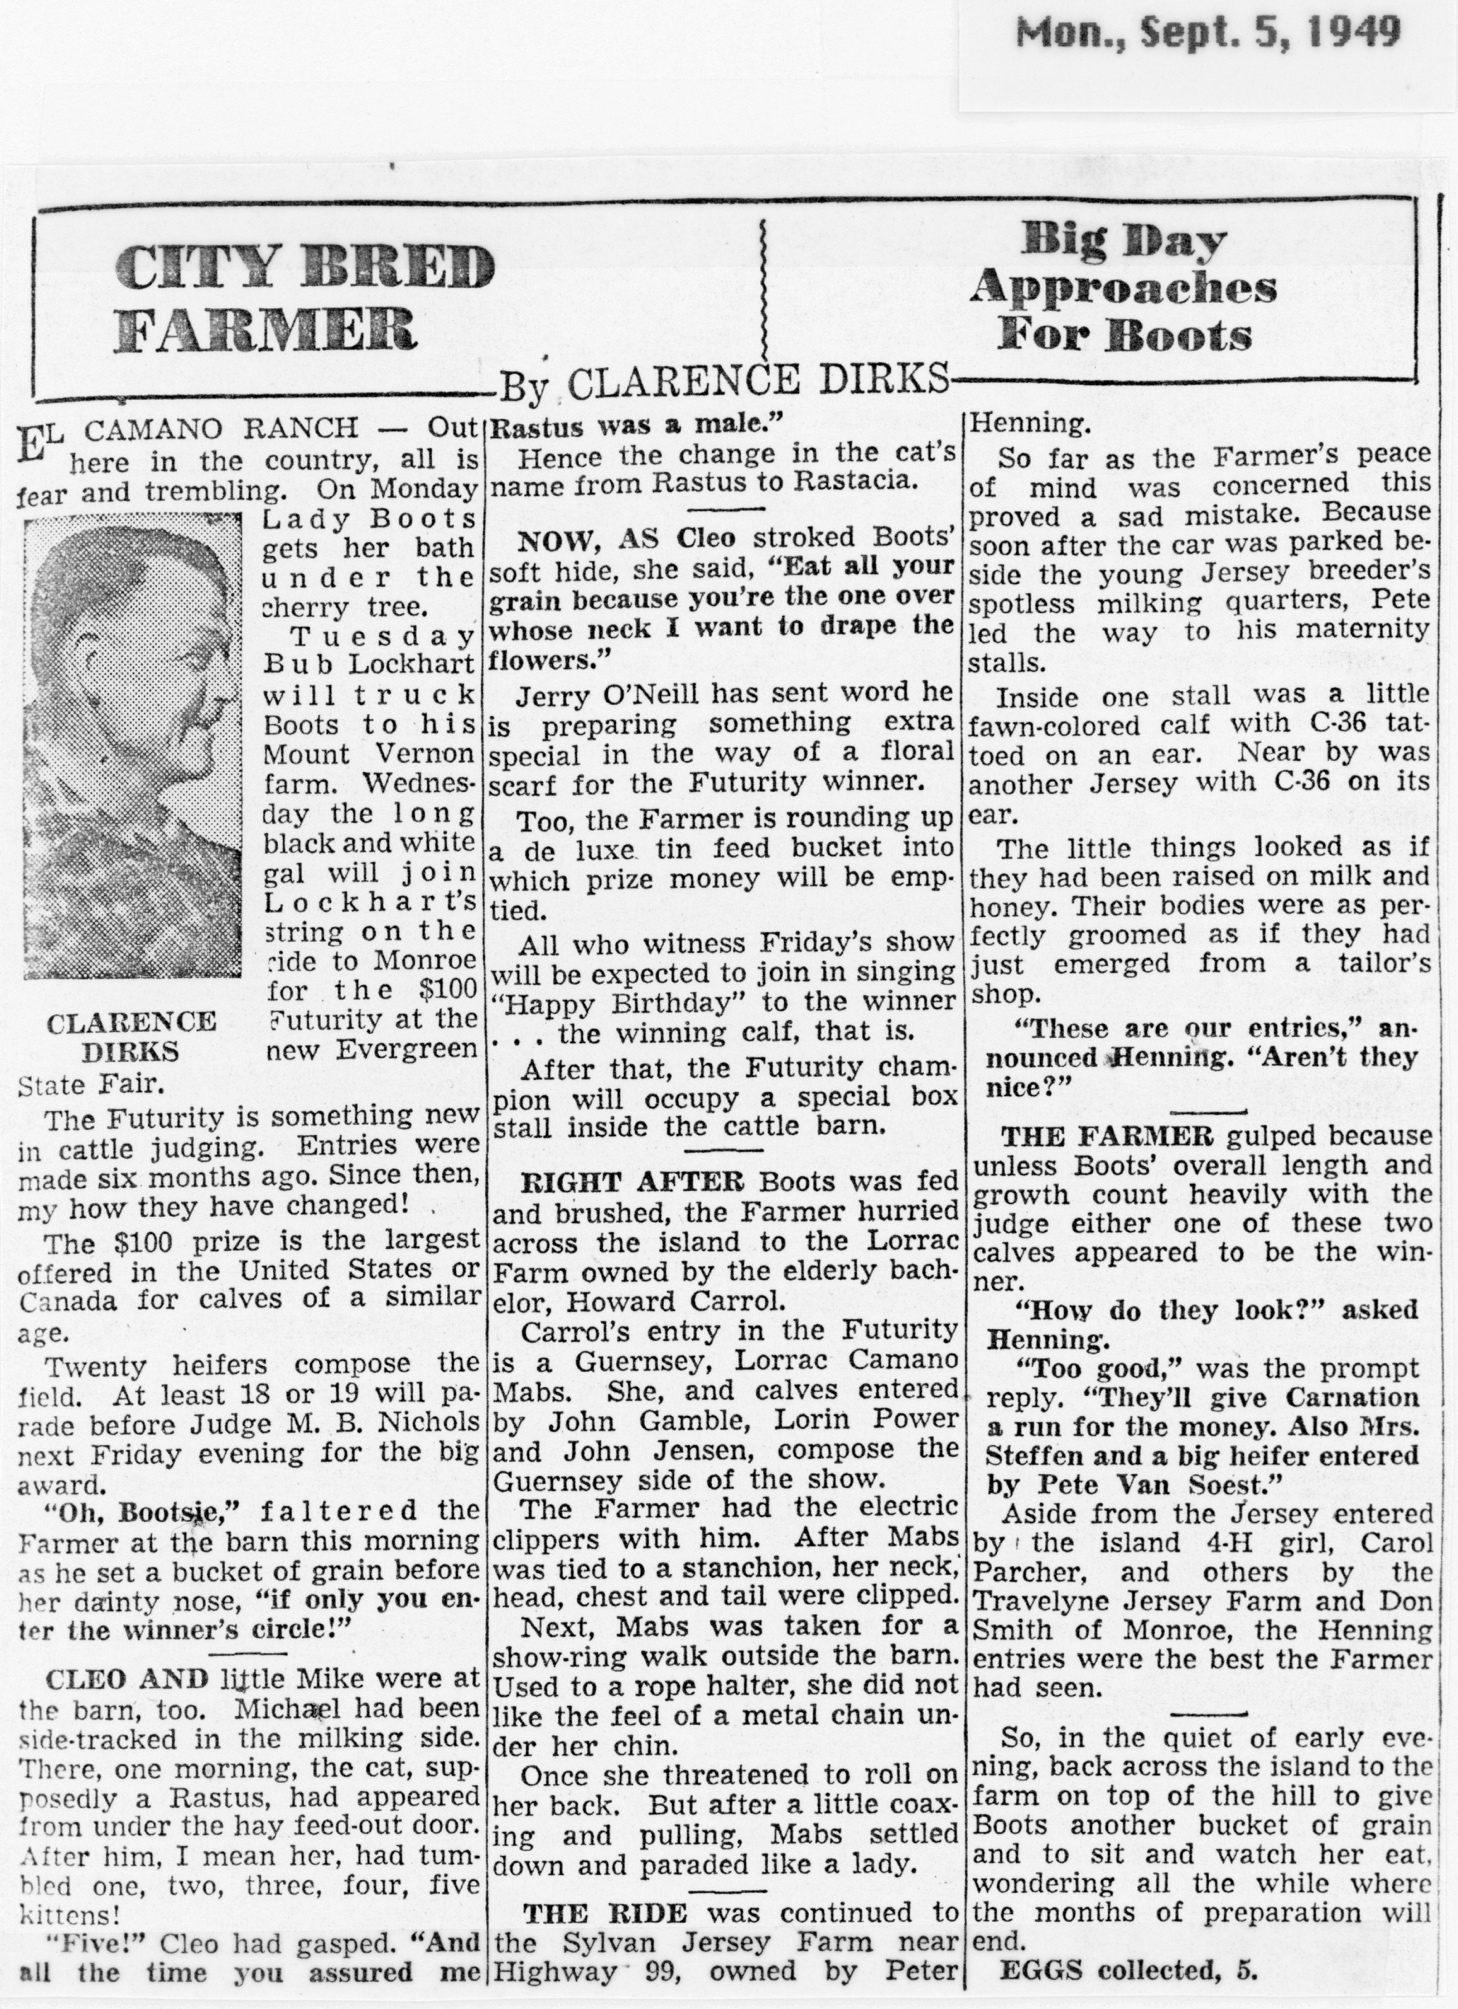 Mon., Sept. 5, 1949
CITY BRED
FARMER
Big Day
Approaches
For Boots
By CLARENCE DIRKS
EL CAMANO RANCH — Out
here in the country, all is
fear and trembling. On Monday
Lady Boots
gets her bath
under the
cherry tree.
Tuesday
Bub Lockhart
will truck
Boots to his
Mount Vernon
farm. Wednes-
day the long
black and white
gal will join
Lockhart's
string on the
ride to Monroe
for the $100
Futurity at the
new Evergreen
CLARENCE
DIRKS
State Fair.
The Futurity is something new
in cattle judging. Entries were
made six months ago. Since then,
my how they have changed!
The $100 prize is the largest
offered in the United States or
Canada for calves of a similar
age.
Twenty heifers compose the
field. At least 18 or 19 will pa-
rade before Judge M. B. Nichols
next Friday evening for the big
award.
"Oh, Bootsie," faltered the
Farmer at the barn this morning
as he set a bucket of grain before
her dainty nose, "if only you en-
ter the winner's circle!"
CLEO AND little Mike were at
the barn, too. Michael had been
side-tracked in the milking side.
There, one morning, the cat, sup-
posedly a Rastus, had appeared
from under the hay feed-out door.
After him, I mean her, had tum-
bled one, two, three, four, five
kittens!
"Five!" Cleo had gasped. "And
all the time you assured me
Rastus was a male."
Hence the change in the cat's
name from Rastus to Rastacia.
NOW, AS Cleo stroked Boots'
soft hide, she said, "Eat all your
grain because you're the one over
whose neck I want to drape the
flowers."
Jerry O'Neill has sent word he
is preparing something extra
special in the way of a floral
scarf for the Futurity winner.
Too, the Farmer is rounding up
a de luxe tin feed bucket into
which prize money will be emp-
tied.
All who witness Friday's show
will be expected to join in singing
"Happy Birthday" to the winner
. . . the winning calf, that is.
After that, the Futurity cham-
pion will occupy a special box
stall inside the cattle barn.
RIGHT AFTER Boots was fed
and brushed, the Farmer hurried
across the island to the Lorrac
Farm owned by the elderly bach-
elor, Howard Carrol.
Carrol's entry in the Futurity
is a Guernsey, Lorrac Camano
Mabs. She, and calves entered
by John Gamble, Lorin Power
and John Jensen, compose the
Guernsey side of the show.
The Farmer had the electric
clippers with him. After Mabs
was tied to a stanchion, her neck,
head, chest and tail were clipped.
Next, Mabs was taken for a
show-ring walk outside the barn.
Used to a rope halter, she did not
like the feel of a metal chain un-
der her chin.
Once she threatened to roll on
her back. But after a little coax-
ing and pulling, Mabs settled
down and paraded like a lady.
THE RIDE was continued to
the Sylvan Jersey Farm near
Highway 99, owned by Peter
Henning.
So far as the Farmer's peace
of mind was concerned this
proved a sad mistake. Because
soon after the car was parked be-
side the young Jersey breeder's
spotless milking quarters, Pete
led the way to his maternity
stalls.
Inside one stall was a little
fawn-colored calf with C-36 tat-
toed on an ear. Near by was
another Jersey with C-36 on its
ear.
The little things looked as if
they had been raised on milk and
honey. Their bodies were as per-
fectly groomed as if they had
just emerged from a tailor's
shop.
"These are our entries," an-
nounced Henning. "Aren't they
nice?"
THE FARMER gulped because
unless Boots' overall length and
growth count heavily with the
judge either one of these two
calves appeared to be the win-
ner.
"How do they look?" asked
Henning.
"Too good," was the prompt
reply. "They'll give Carnation
a run for the money. Also Mrs.
Steffen and a big heifer entered
by Pete Van Soest."
Aside from the Jersey entered
by the island 4-H girl, Carol
Parcher, and others by the
Travelyne Jersey Farm and Don
Smith of Monroe, the Henning
entries were the best the Farmer
had seen.
So, in the quiet of early eve-
ning, back across the island to the
farm on top of the hill to give
Boots another bucket of grain
and to sit and watch her eat,
wondering all the while where
the months of preparation will
end.
EGGS collected, 5.